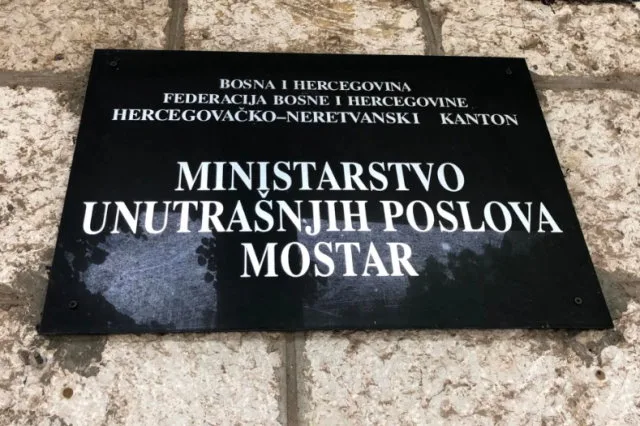 BOSNA I HERCEGOVINA
FEDERACIJA BOSNE I HERCEGOVINE
HERCEGOVAČKO–NERETVANSKI KANTON
MINISTARSTVO
UNUTRAŠNJIH POSLOVA
MOSTAR